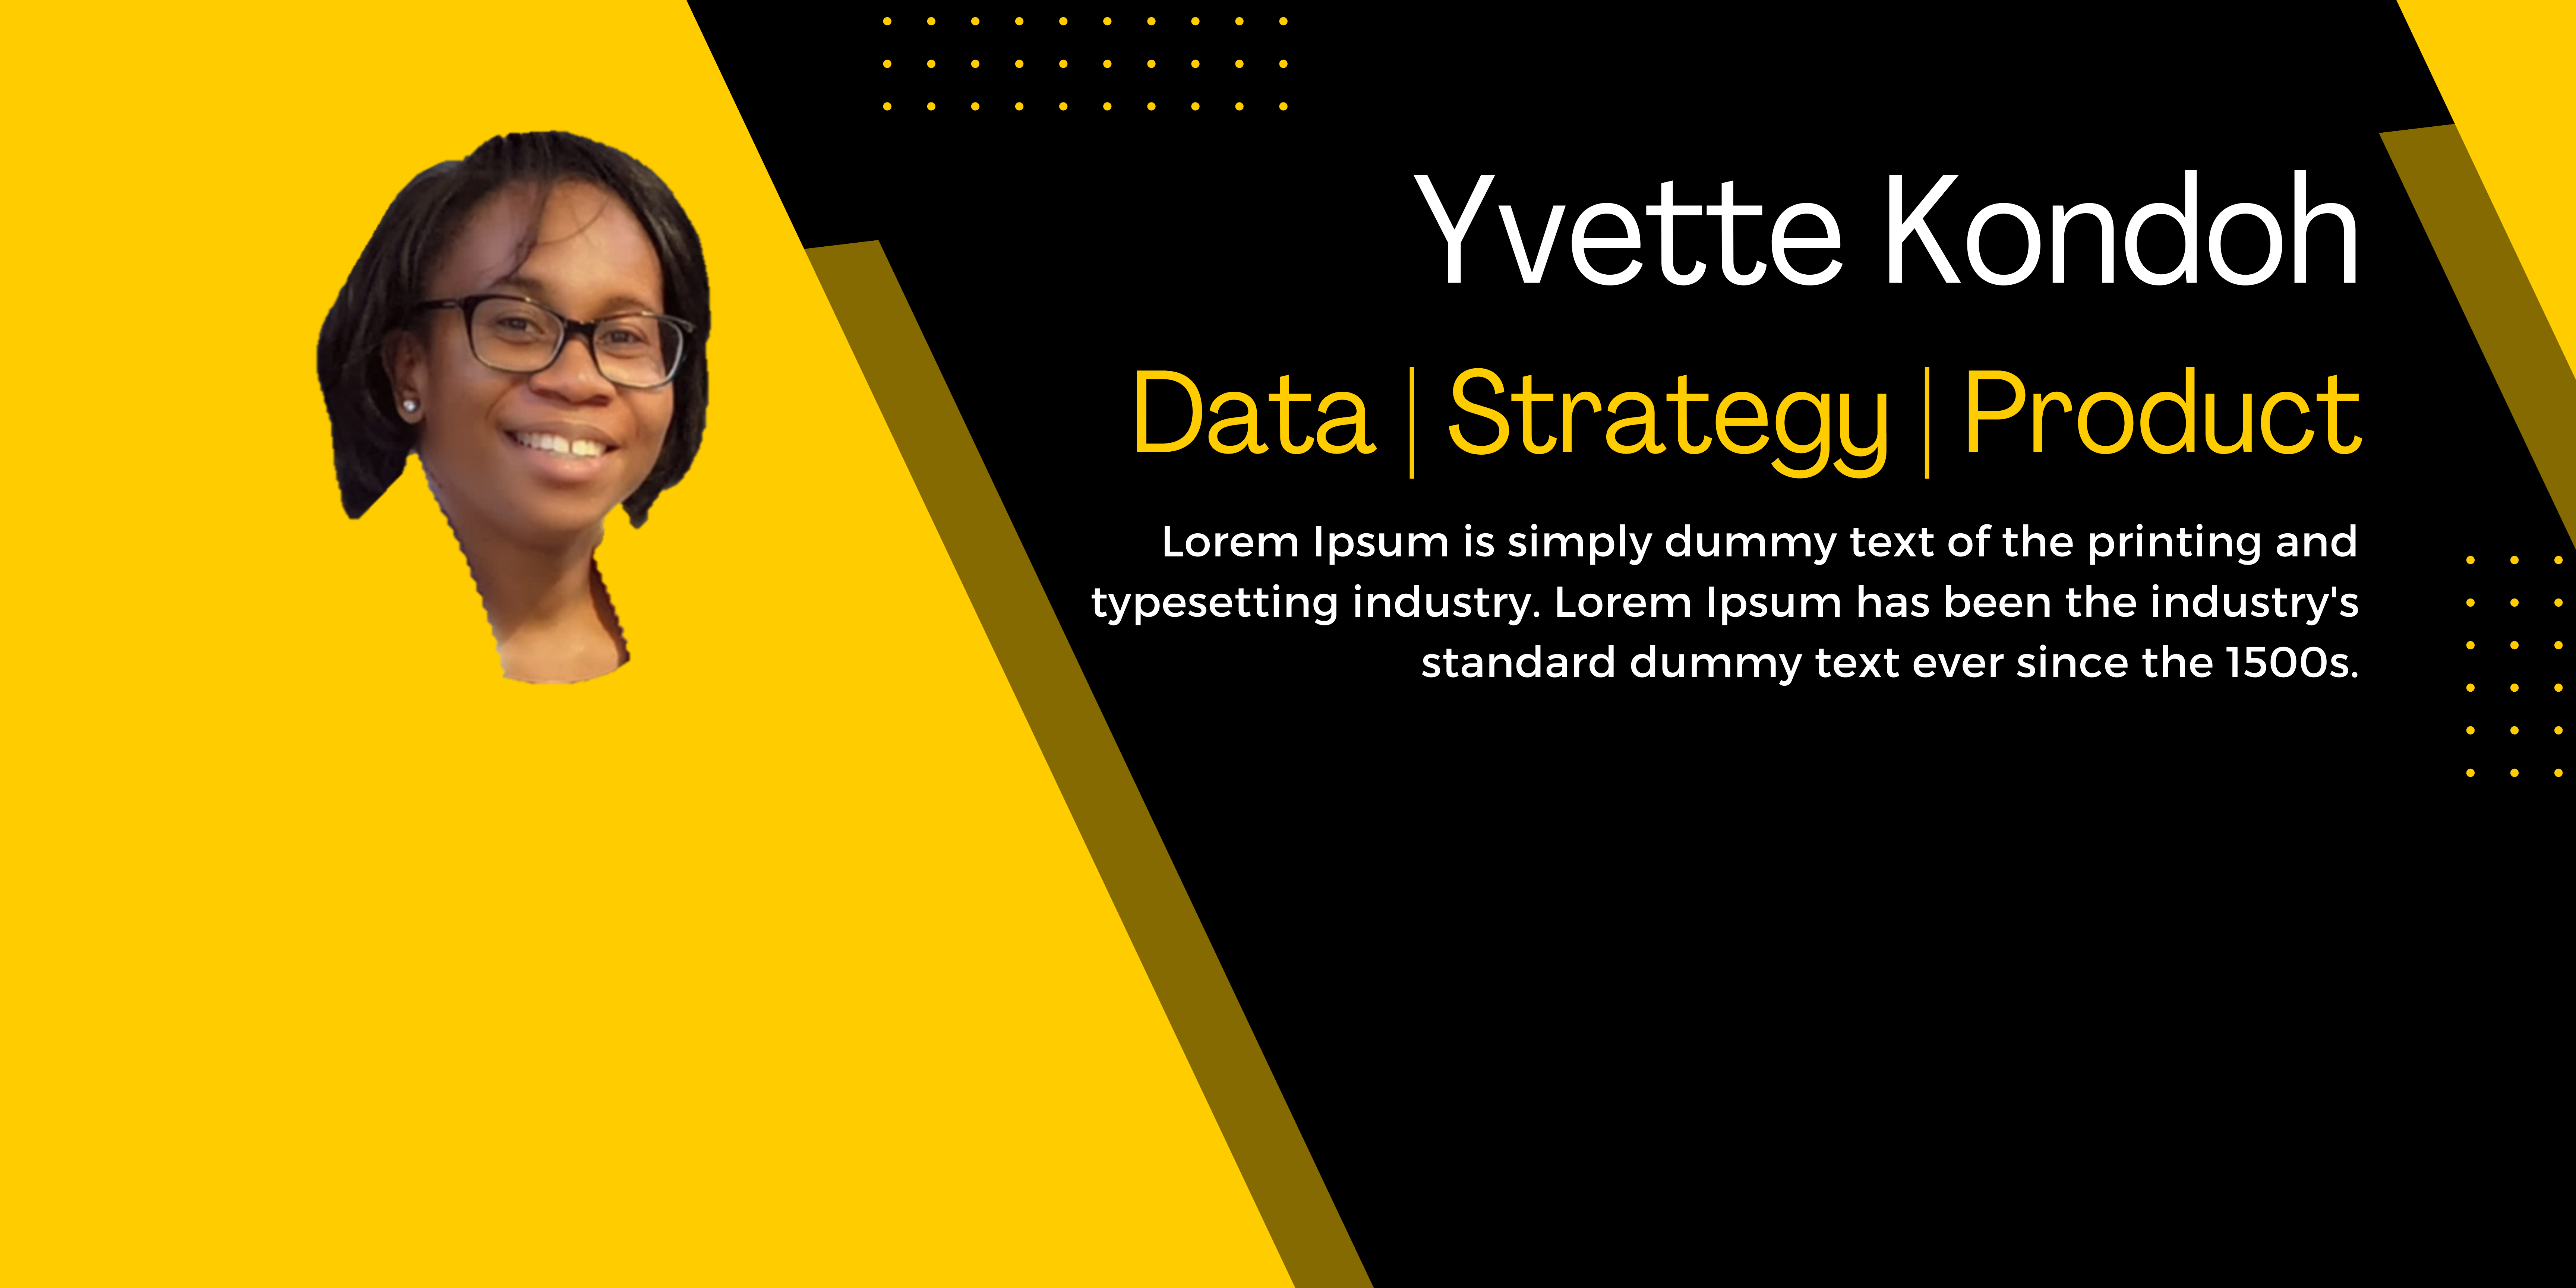 Yvette Kondoh
Data | Strategy | Product
Lorem Ipsum is simply dummy text of the printing and
typesetting industry. Lorem Ipsum has been the industry's
standard dummy text ever since the 1500s.